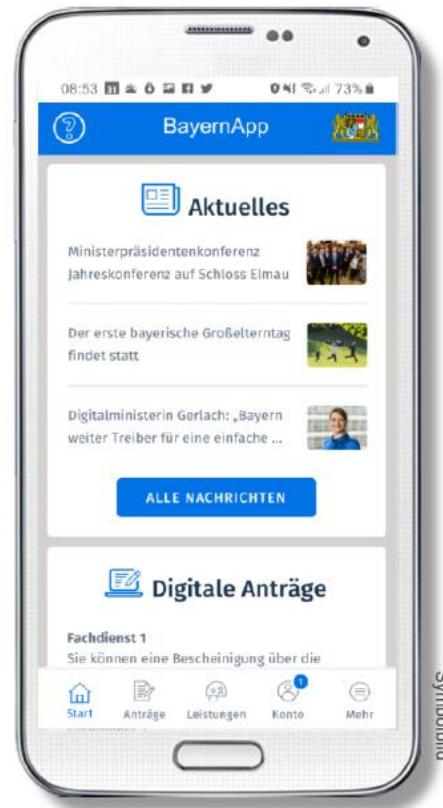 08:53
73%
BayernApp
Aktuelles
Ministerpräsidentenkonferenz
Jahreskonferenz auf Schloss Elmau
Der erste bayerische Großelterntag
findet statt
Digitalministerin Gerlach: „Bayern
weiter Treiber für eine einfache ...
ALLE NACHRICHTEN
Digitale Anträge
Fachdienst 1
Sie können eine Bescheinigung über die
1
Start
Anträge
Leistungen
Konto
Mehr
Symbolbild